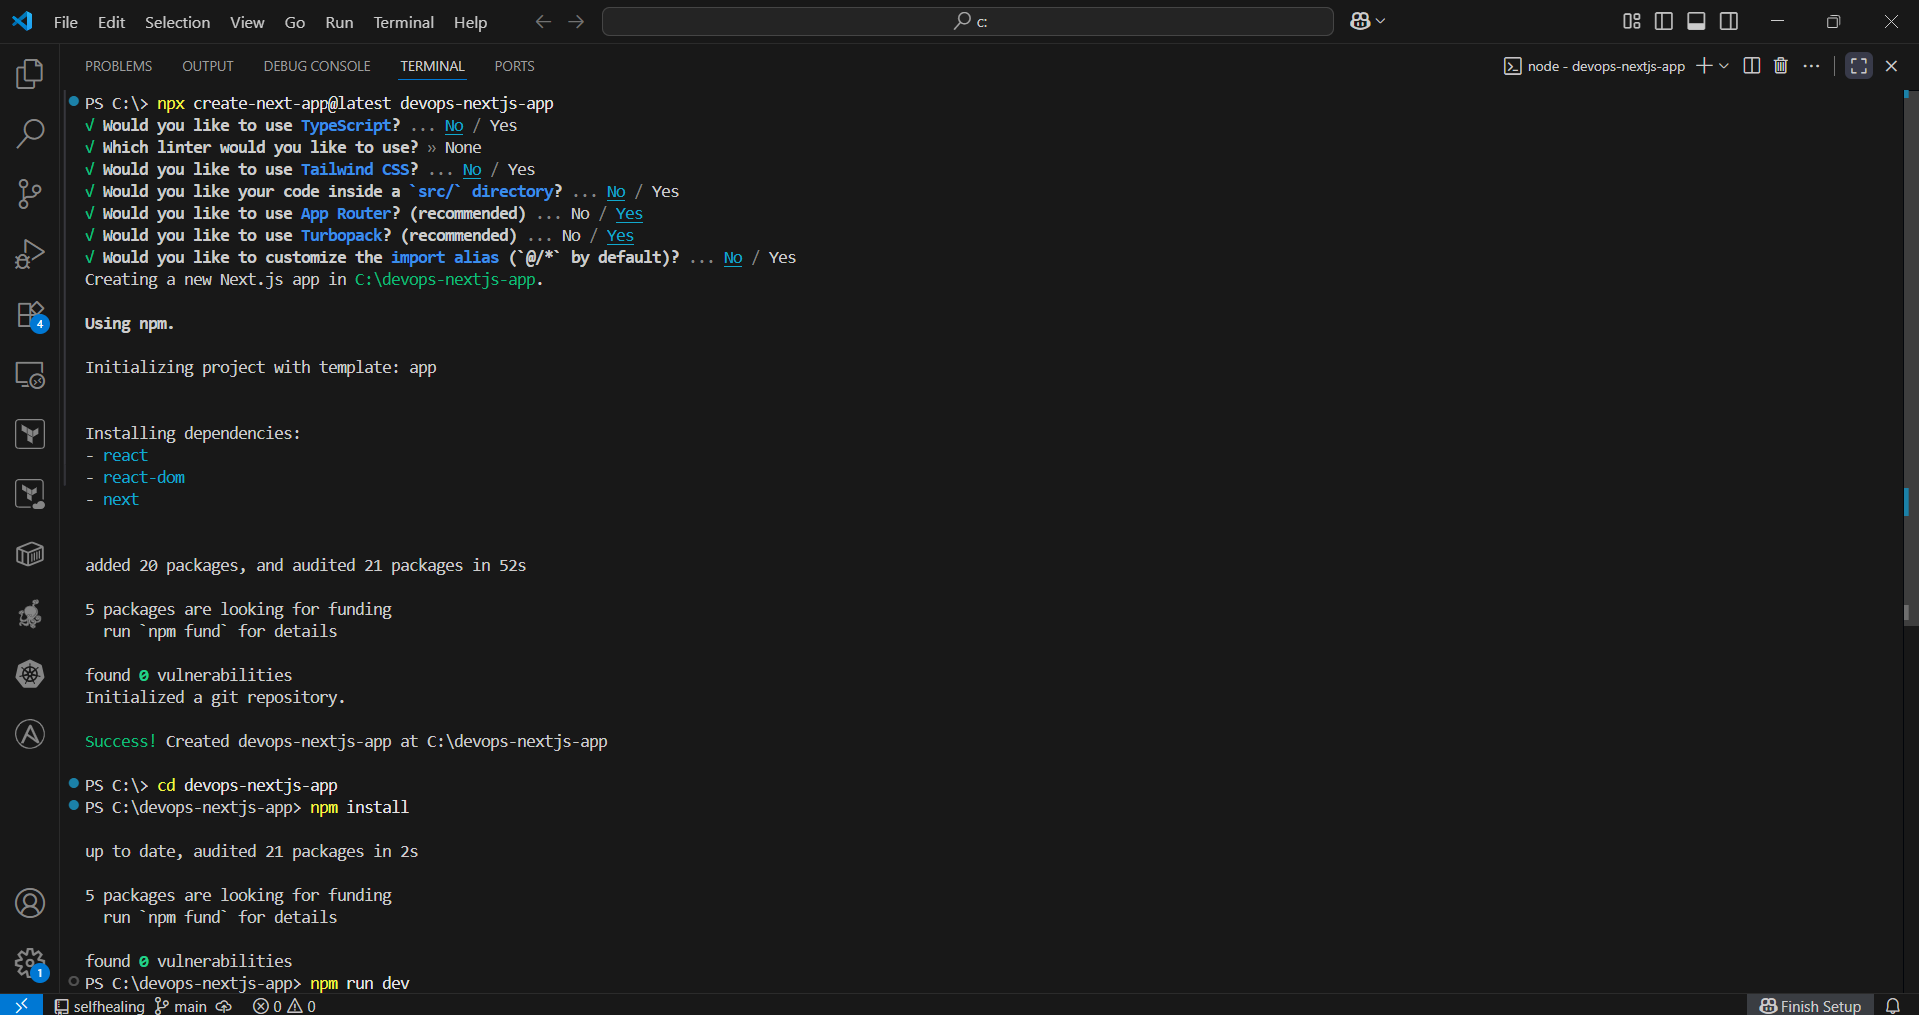 File Edit Selection View Go Run Terminal Help
c:
PROBLEMS OUTPUT DEBUG CONSOLE TERMINAL PORTS
node - devops-nextjs-app
PS C:\> npx create-next-app@latest devops-nextjs-app
√ Would you like to use TypeScript? ... No / Yes
√ Which linter would you like to use? » None
√ Would you like to use Tailwind CSS? ... No / Yes
√ Would you like your code inside a `src/` directory? ... No / Yes
√ Would you like to use App Router? (recommended) ... No / Yes
√ Would you like to use Turbopack? (recommended) ... No / Yes
√ Would you like to customize the import alias (`@/*` by default)? ... No / Yes
Creating a new Next.js app in C:\devops-nextjs-app.
Using npm.
Initializing project with template: app
Installing dependencies:
- react
- react-dom
- next
added 20 packages, and audited 21 packages in 52s
5 packages are looking for funding
run `npm fund` for details
found 0 vulnerabilities
Initialized a git repository.
Success! Created devops-nextjs-app at C:\devops-nextjs-app
PS C:\> cd devops-nextjs-app
PS C:\devops-nextjs-app> npm install
up to date, audited 21 packages in 2s
5 packages are looking for funding
run `npm fund` for details
found 0 vulnerabilities
PS C:\devops-nextjs-app> npm run dev
4
1
selfhealing main 0 0
Finish Setup